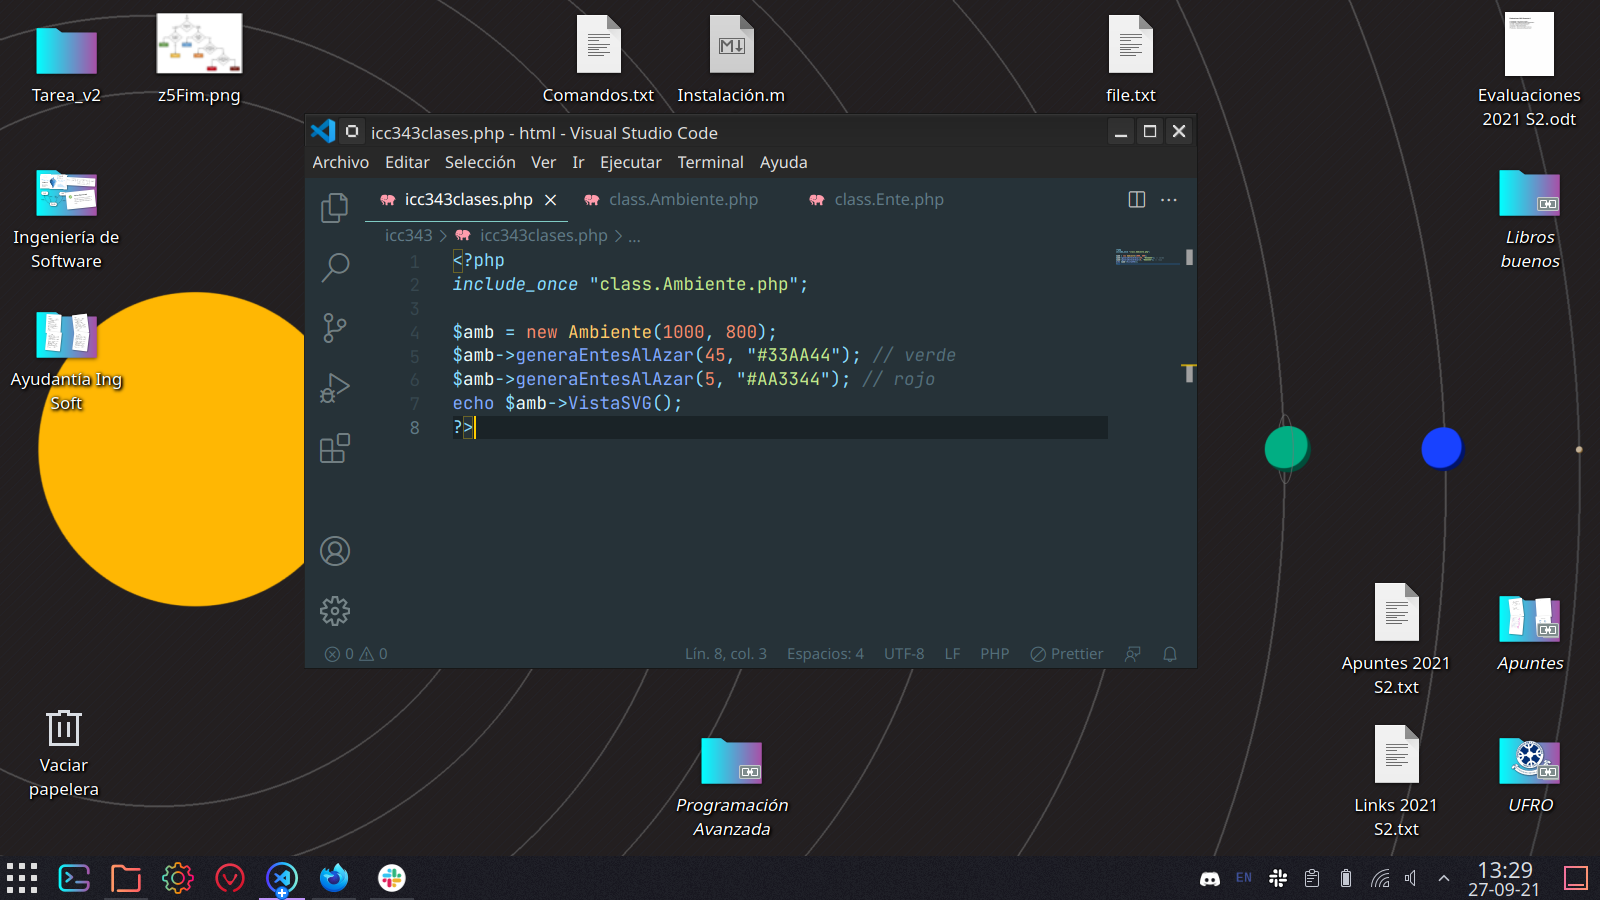 Tarea_v2
z5Fim.png
Comandos.txt
Instalación.m
file.txt
Evaluaciones
2021 S2.odt
icc343clases.php - html - Visual Studio Code
Archivo Editar Selección Ver Ir Ejecutar Terminal Ayuda
icc343clases.php class.Ambiente.php class.Ente.php
icc343 > icc343clases.php > ...
1 <?php
2 include_once "class.Ambiente.php";
3
4 $amb = new Ambiente(1000, 800);
5 $amb->generaEntesAlAzar(45, "#33AA44"); // verde
6 $amb->generaEntesAlAzar(5, "#AA3344"); // rojo
7 echo $amb->VistaSVG();
8 ?>
0 0 Lín. 8, col. 3 Espacios: 4 UTF-8 LF PHP Prettier
Ingeniería de
Software
Ayudantía Ing
Soft
Libros
buenos
Apuntes 2021
S2.txt
Apuntes
Vaciar
papelera
Programación
Avanzada
Links 2021
S2.txt
UFRO
EN
13:29
27-09-21